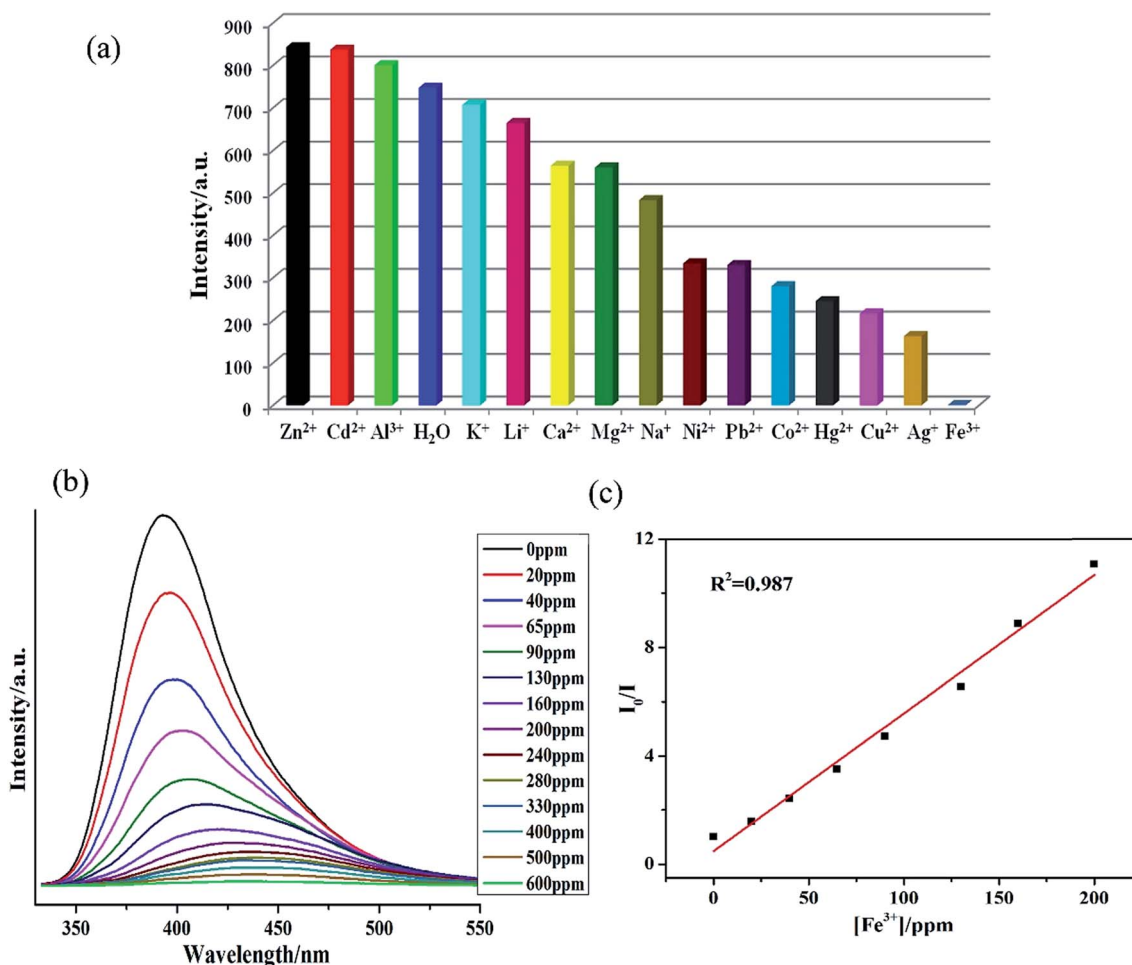 (a)
Intensity/a.u.
900
800
700
600
500
400
300
200
100
0
Zn²⁺ Cd²⁺ Al³⁺ H₂O K⁺ Li⁺ Ca²⁺ Mg²⁺ Na⁺ Ni²⁺ Pb²⁺ Co²⁺ Hg²⁺ Cu²⁺ Ag⁺ Fe³⁺
(b)
Intensity/a.u.
0ppm
20ppm
40ppm
65ppm
90ppm
130ppm
160ppm
200ppm
240ppm
280ppm
330ppm
400ppm
500ppm
600ppm
350 400 450 500 550
Wavelength/nm
(c)
R²=0.987
I₀/I
12
8
4
0
0 50 100 150 200
[Fe³⁺]/ppm